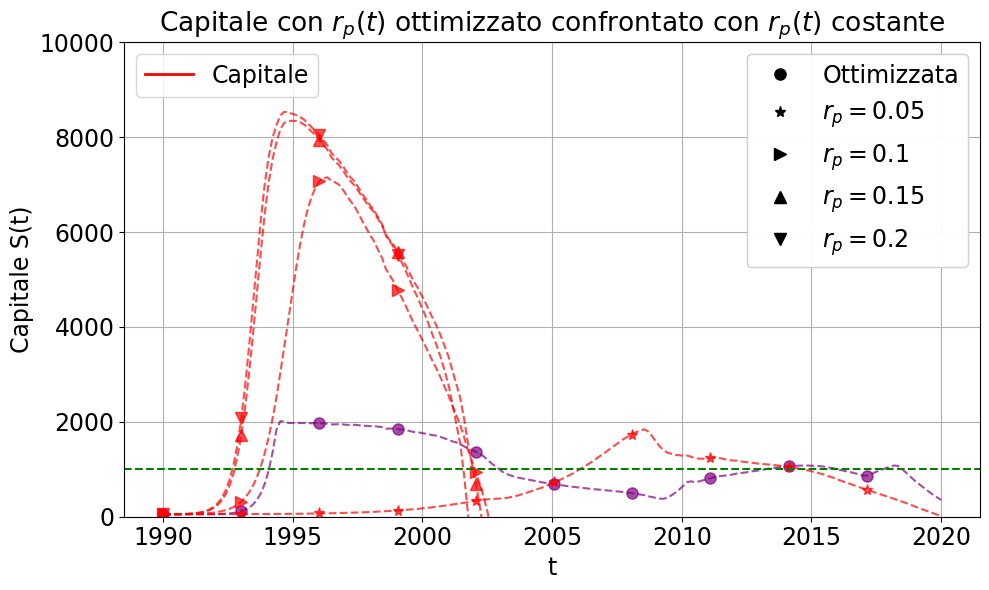 Capitale con $r_p(t)$ ottimizzato confrontato con $r_p(t)$ costante
10000
8000
6000
4000
2000
0
Capitale S(t)
Capitale
Ottimizzata
$r_p = 0.05$
$r_p = 0.1$
$r_p = 0.15$
$r_p = 0.2$
1990 1995 2000 2005 2010 2015 2020
t